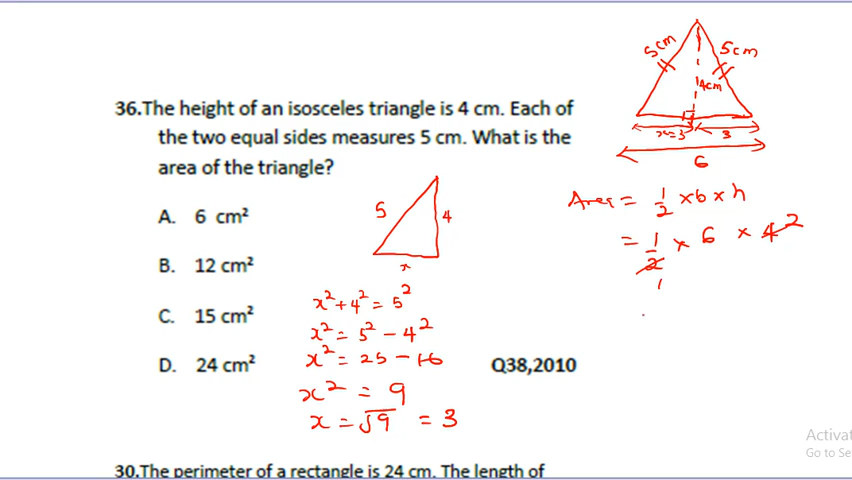 36.The height of an isosceles triangle is 4 cm. Each of
the two equal sides measures 5 cm. What is the
area of the triangle?
A. 6 cm²
B. 12 cm²
C. 15 cm²
D. 24 cm²
Q38,2010
5
4
x
x² + 4² = 5²
x² = 5² - 4²
x² = 25 - 16
x² = 9
x = √9 = 3
5cm
5cm
4cm
x=3
3
6
Area = 1/2 × b × h
= 1/2 × 6 × 4 2
1
30.The perimeter of a rectangle is 24 cm. The length of
Activat
Go to Se